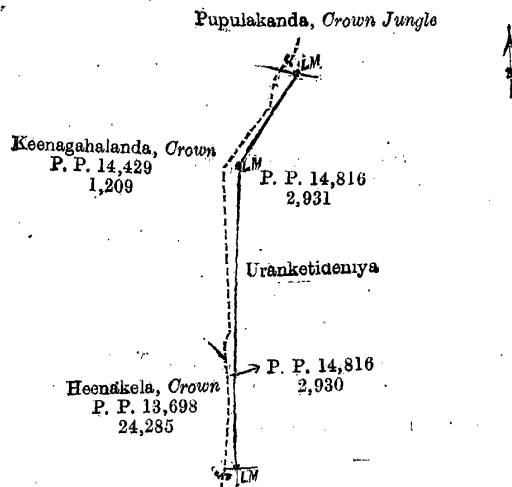 Pupulakanda, Crown Jungle
LM.
Keenagahalanda, Crown
P. P. 14,429
1,209
LM
P. P. 14,816
2,931
Uranketideniya
P. P. 14,816
2,930
Heenakela, Crown
P. P. 13,698
24,285
LM